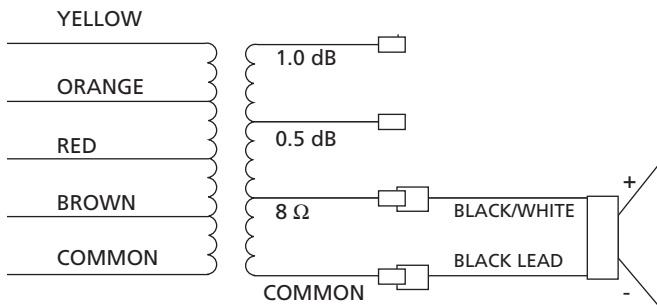 YELLOW
1.0 dB
ORANGE
0.5 dB
RED
+
BROWN
8 Ω
BLACK/WHITE
COMMON
BLACK LEAD
COMMON
-